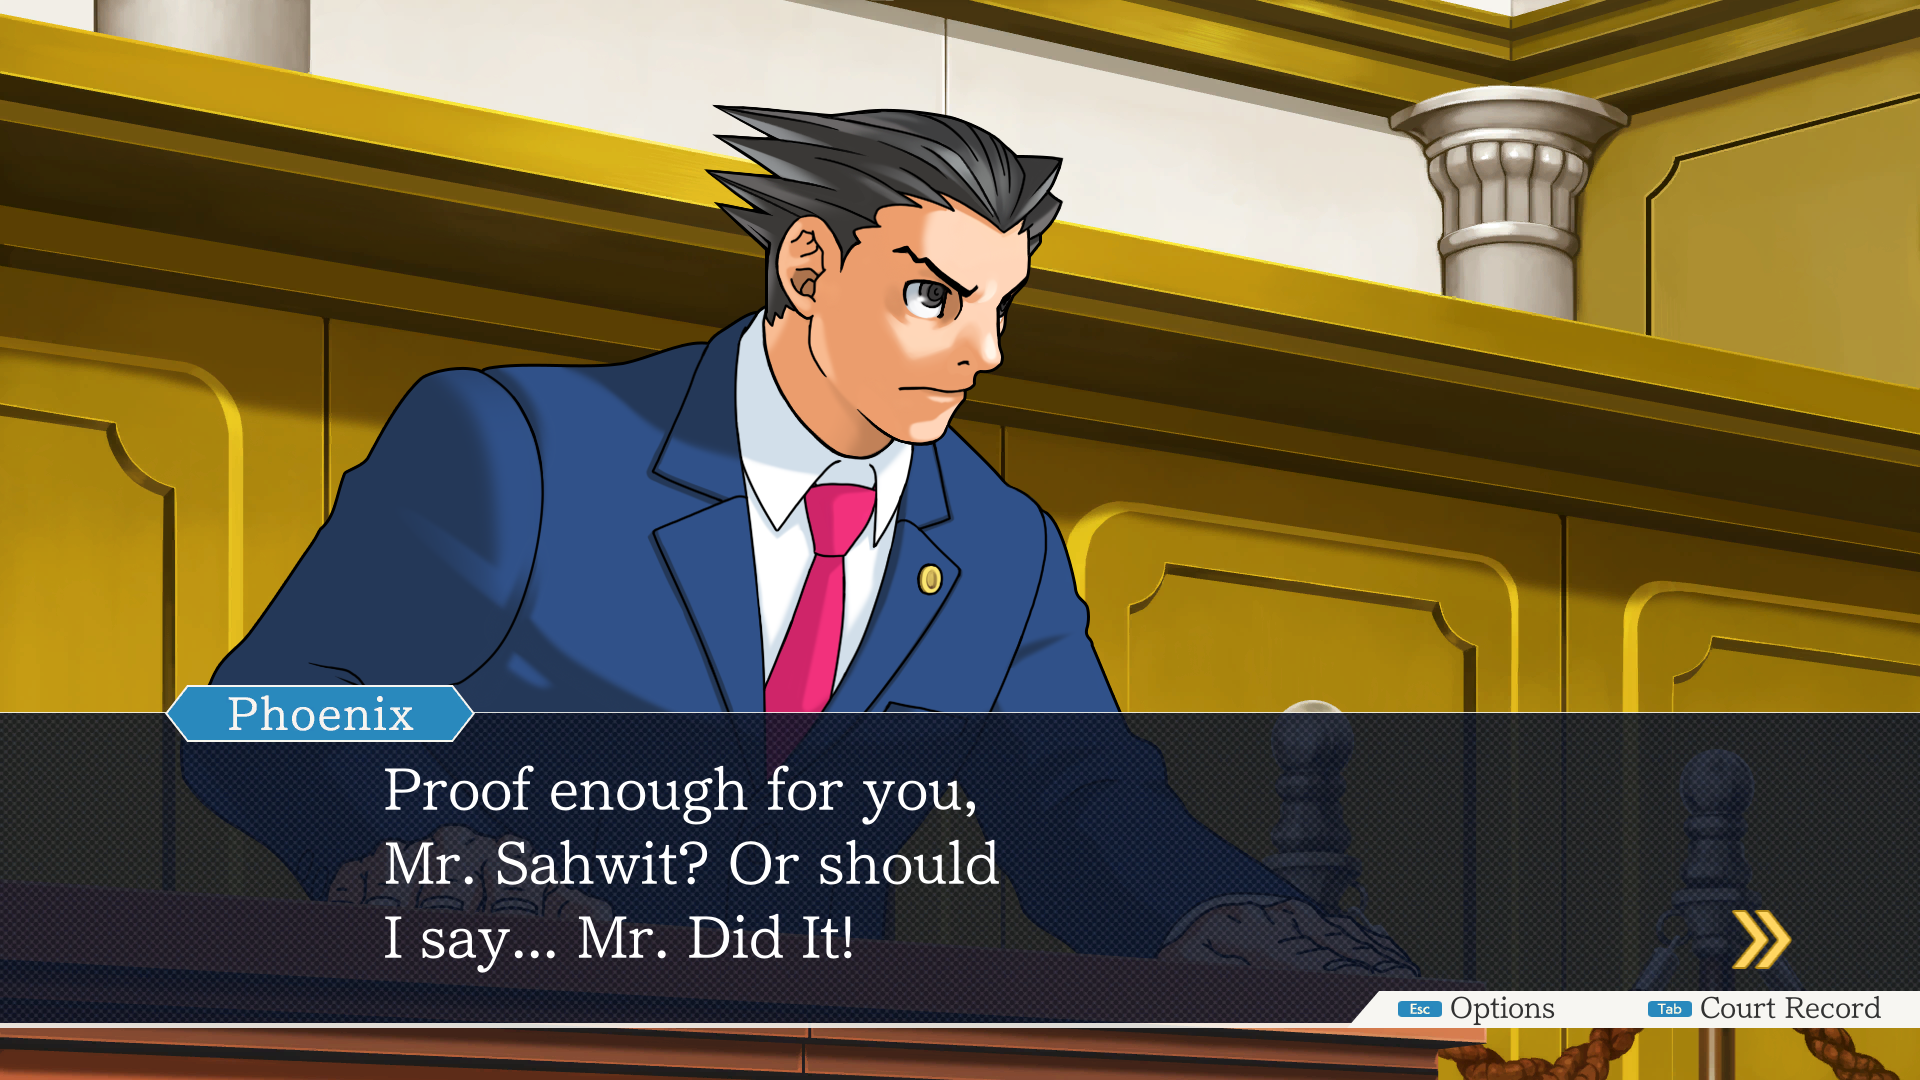 Phoenix
Proof enough for you,
Mr. Sahwit? Or should
I say... Mr. Did It!
Esc Options Tab Court Record